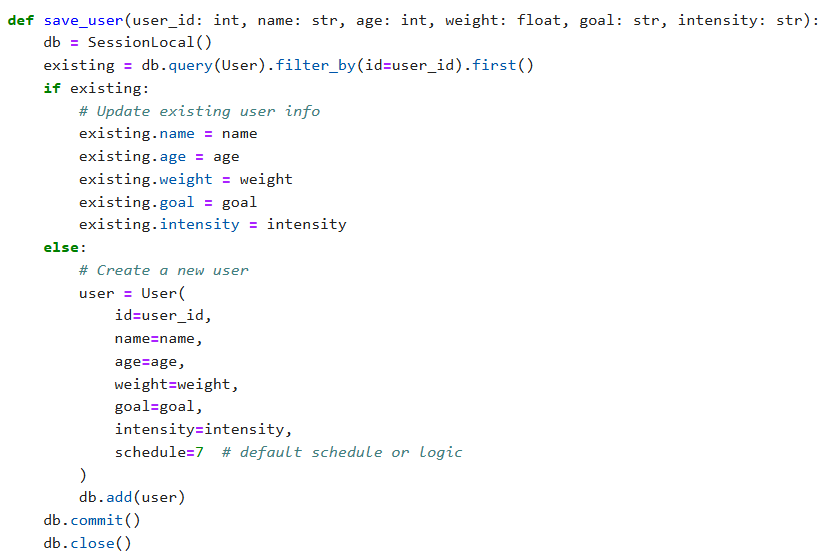 def save_user(user_id: int, name: str, age: int, weight: float, goal: str, intensity: str):
    db = SessionLocal()
    existing = db.query(User).filter_by(id=user_id).first()
    if existing:
        # Update existing user info
        existing.name = name
        existing.age = age
        existing.weight = weight
        existing.goal = goal
        existing.intensity = intensity
    else:
        # Create a new user
        user = User(
            id=user_id,
            name=name,
            age=age,
            weight=weight,
            goal=goal,
            intensity=intensity,
            schedule=7  # default schedule or logic
        )
        db.add(user)
    db.commit()
    db.close()